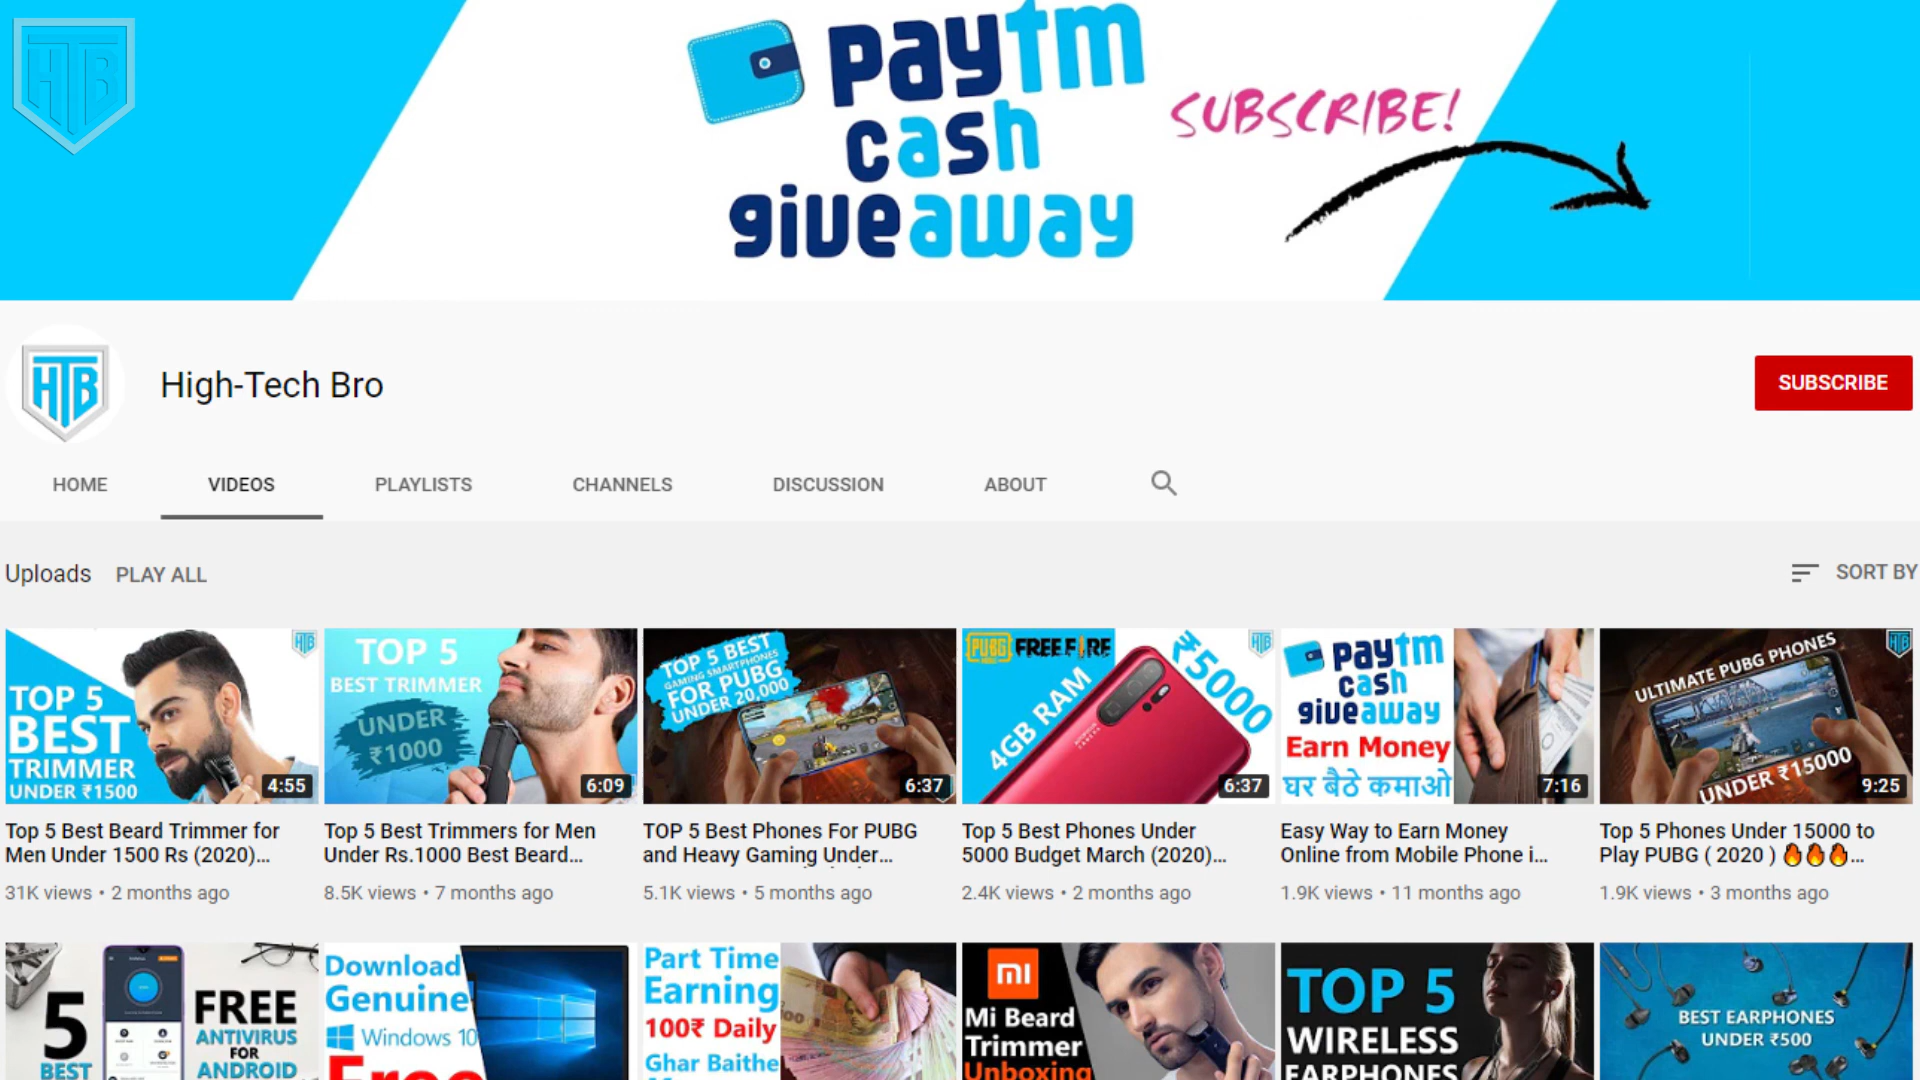 HTB
paytm
cash
giveaway
SUBSCRIBE!
HTB
High-Tech Bro
SUBSCRIBE
HOME
VIDEOS
PLAYLISTS
CHANNELS
DISCUSSION
ABOUT
Uploads
PLAY ALL
SORT BY
HTB
TOP 5
BEST
TRIMMER
UNDER ₹1500
4:55
TOP 5
BEST TRIMMER
UNDER
₹1000
6:09
TOP 5 BEST
GAMING SMARTPHONES
FOR PUBG
UNDER 20,000
6:37
PUBG
FREE FIRE
4GB RAM
₹5000
HTB
6:37
paytm
cash
giveaway
Earn Money
घर बैठे कमाओ
7:16
ULTIMATE PUBG PHONES
UNDER ₹15000
HTB
9:25
Top 5 Best Beard Trimmer for
Men Under 1500 Rs (2020)...
31K views • 2 months ago
Top 5 Best Trimmers for Men
Under Rs.1000 Best Beard...
8.5K views • 7 months ago
TOP 5 Best Phones For PUBG
and Heavy Gaming Under...
5.1K views • 5 months ago
Top 5 Best Phones Under
5000 Budget March (2020)...
2.4K views • 2 months ago
Easy Way to Earn Money
Online from Mobile Phone i...
1.9K views • 11 months ago
Top 5 Phones Under 15000 to
Play PUBG ( 2020 ) 🔥🔥🔥...
1.9K views • 3 months ago
5
BEST
FREE
ANTIVIRUS
FOR
ANDROID
Download
Genuine
Windows 10
Free
Part Time
Earning
100₹ Daily
Ghar Baithe
mi
Mi Beard
Trimmer
Unboxing
TOP 5
WIRELESS
EARPHONES
BEST EARPHONES
UNDER ₹500